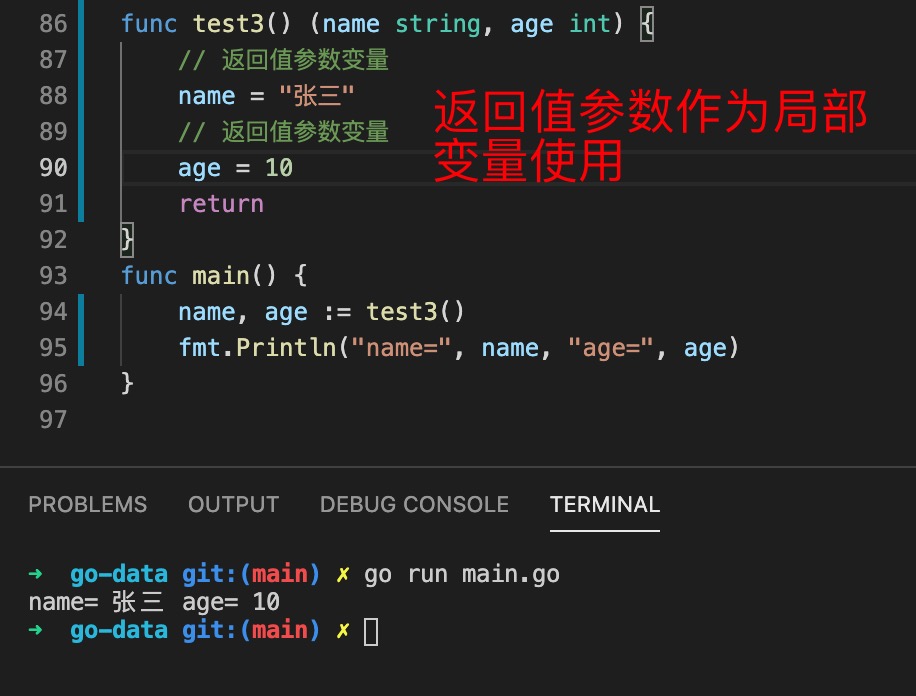 86 func test3() (name string, age int) {
87 // 返回值参数变量
88 name = "张三"
89 // 返回值参数变量
90 age = 10
91 return
92 }
93 func main() {
94 name, age := test3()
95 fmt.Println("name=", name, "age=", age)
96 }
97
返回值参数作为局部
变量使用
PROBLEMS OUTPUT DEBUG CONSOLE TERMINAL
➜ go-data git:(main) ✗ go run main.go
name= 张三 age= 10
➜ go-data git:(main) ✗